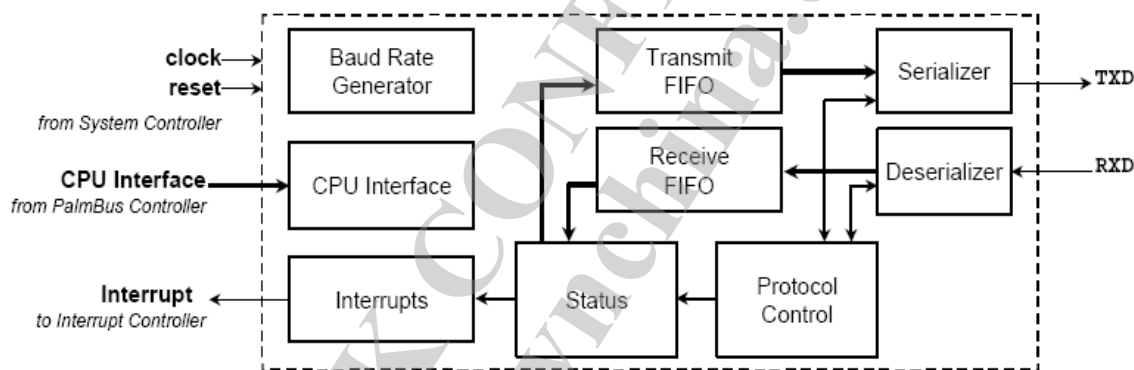 clock
reset
from System Controller
CPU Interface
from PalmBus Controller
Interrupt
to Interrupt Controller
Baud Rate
Generator
CPU Interface
Interrupts
Transmit
FIFO
Receive
FIFO
Status
Serializer
Deserializer
Protocol
Control
TXD
RXD